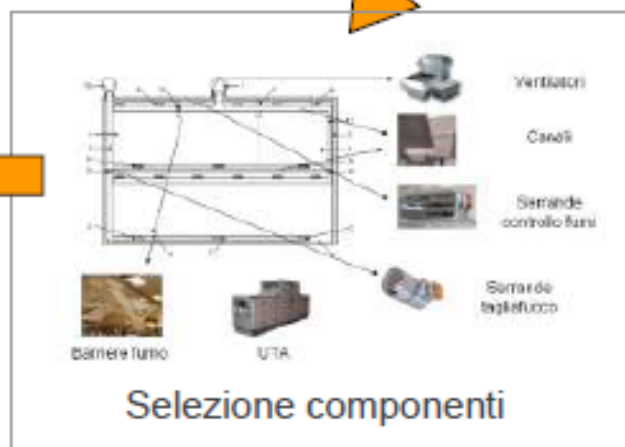 Ventilatori
Canali
Serrande
controllo fumi
Serrande
tagliafuoco
Barriere fumo
UTA
Selezione componenti